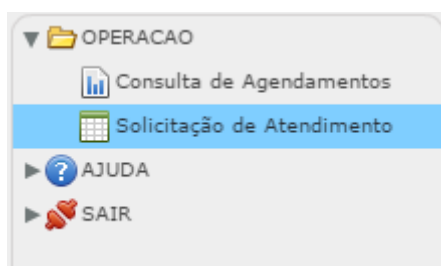 OPERACAO
Consulta de Agendamentos
Solicitação de Atendimento
AJUDA
SAIR